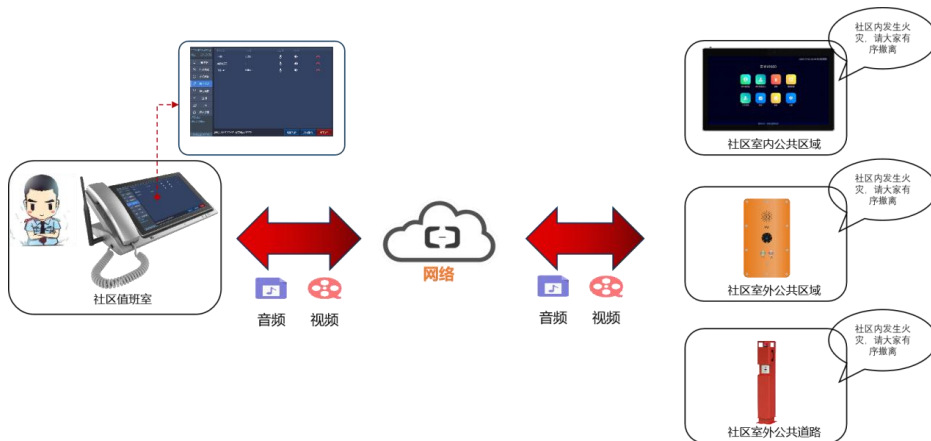 社区内发生火
灾，请大家有
序撤离
社区室内公共区域
社区值班室
网络
音频
视频
音频
视频
社区内发生火
灾，请大家有
序撤离
社区室外公共区域
社区内发生火
灾，请大家有
序撤离
社区室外公共道路